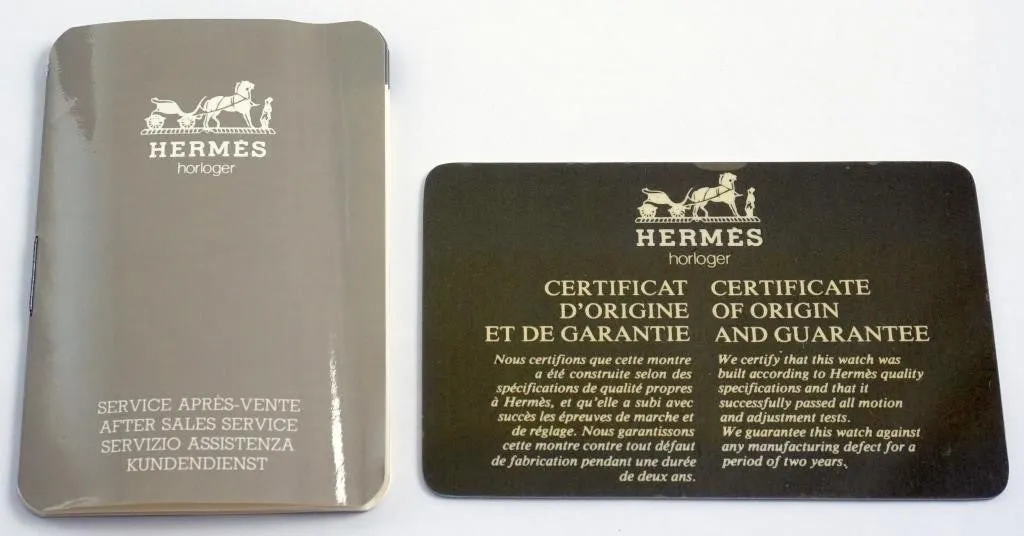 HERMÈS
horloger
SERVICE APRÈS-VENTE
AFTER SALES SERVICE
SERVIZIO ASSISTENZA
KUNDENDIENST
HERMÈS
horloger
CERTIFICAT
D'ORIGINE
ET DE GARANTIE
Nous certifions que cette montre
a été construite selon des
spécifications de qualité propres
à Hermès, et qu'elle a subi avec
succès les épreuves de marche et
de réglage. Nous garantissons
cette montre contre tout défaut
de fabrication pendant une durée
de deux ans.
CERTIFICATE
OF ORIGIN
AND GUARANTEE
We certify that this watch was
built according to Hermès quality
specifications and that it
successfully passed all motion
and adjustment tests.
We guarantee this watch against
any manufacturing defect for a
period of two years.